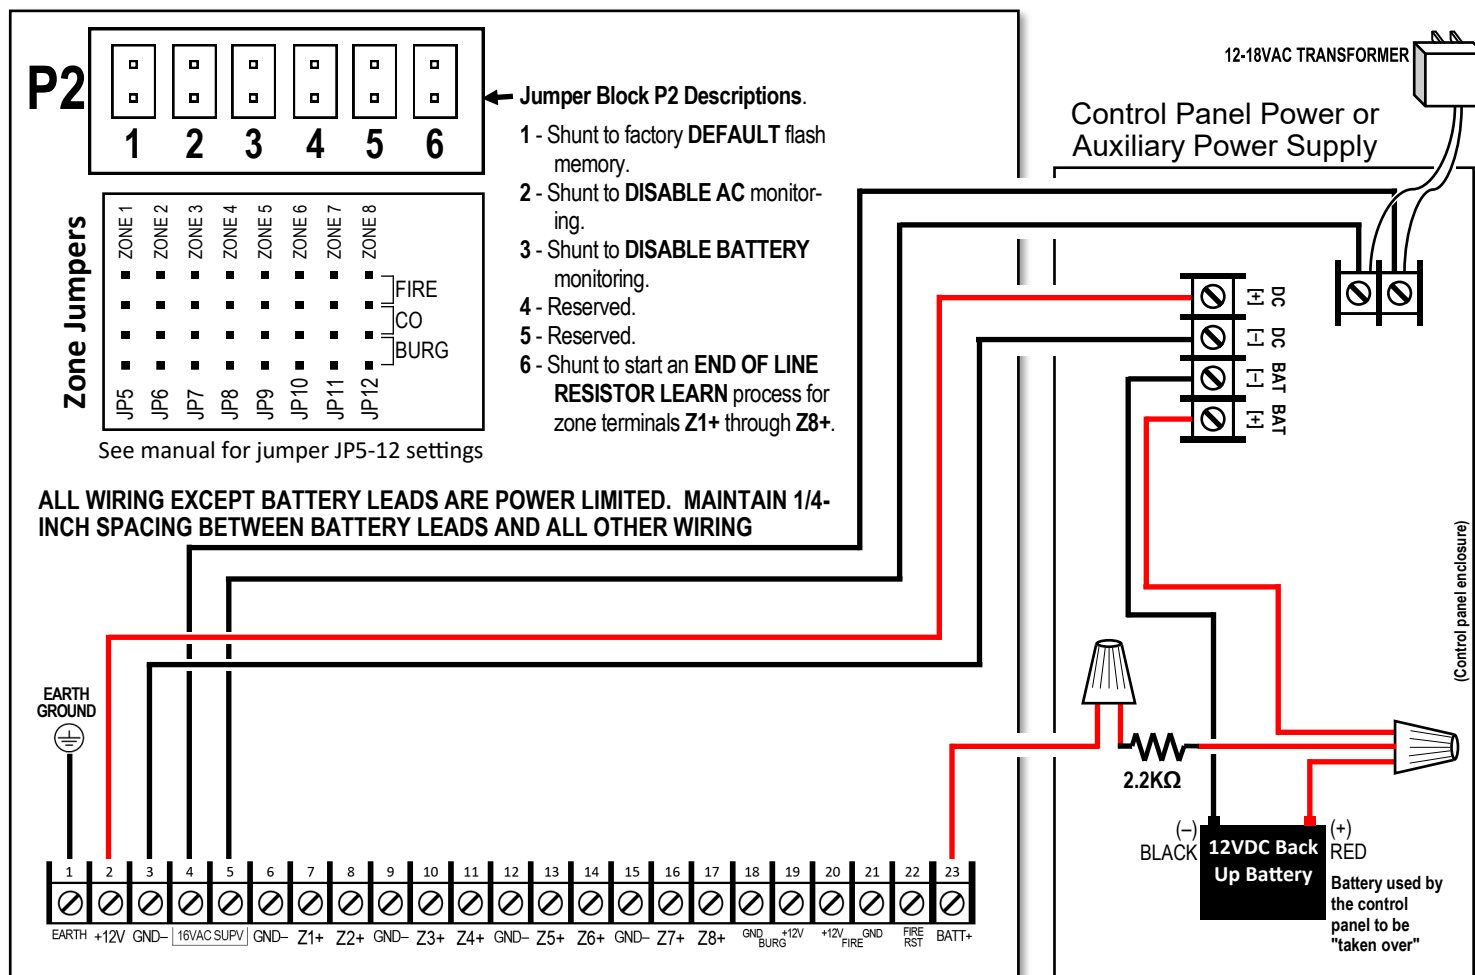 P2
1 2 3 4 5 6
Jumper Block P2 Descriptions.
1 - Shunt to factory DEFAULT flash
memory.
2 - Shunt to DISABLE AC monitor-
ing.
3 - Shunt to DISABLE BATTERY
monitoring.
4 - Reserved.
5 - Reserved.
6 - Shunt to start an END OF LINE
RESISTOR LEARN process for
zone terminals Z1+ through Z8+.
Zone Jumpers
ZONE 1 ZONE 2 ZONE 3 ZONE 4 ZONE 5 ZONE 6 ZONE 7 ZONE 8
FIRE
CO
BURG
JP5 JP6 JP7 JP8 JP9 JP10 JP11 JP12
See manual for jumper JP5-12 settings
ALL WIRING EXCEPT BATTERY LEADS ARE POWER LIMITED. MAINTAIN 1/4-
INCH SPACING BETWEEN BATTERY LEADS AND ALL OTHER WIRING
12-18VAC TRANSFORMER
Control Panel Power or
Auxiliary Power Supply
DC [+]
DC [–]
BAT [–]
BAT [+]
(Control panel enclosure)
2.2KΩ
(–)
BLACK
(+)
RED
12VDC Back
Up Battery
Battery used by
the control
panel to be
"taken over"
EARTH
GROUND
1 2 3 4 5 6 7 8 9 10 11 12 13 14 15 16 17 18 19 20 21 22 23
EARTH +12V GND– 16VAC SUPV GND– Z1+ Z2+ GND– Z3+ Z4+ GND– Z5+ Z6+ GND– Z7+ Z8+ GND BURG +12V +12V FIRE GND FIRE RST BATT+